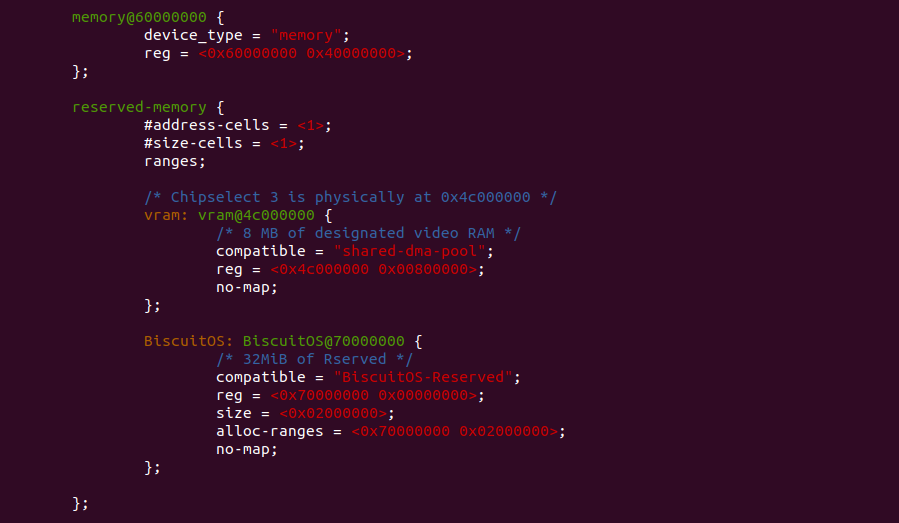 memory@60000000 {
device_type = "memory";
reg = <0x60000000 0x40000000>;
};
reserved-memory {
#address-cells = <1>;
#size-cells = <1>;
ranges;
/* Chipselect 3 is physically at 0x4c000000 */
vram: vram@4c000000 {
/* 8 MB of designated video RAM */
compatible = "shared-dma-pool";
reg = <0x4c000000 0x00800000>;
no-map;
};
BiscuitOS: BiscuitOS@70000000 {
/* 32MiB of Rserved */
compatible = "BiscuitOS-Reserved";
reg = <0x70000000 0x00000000>;
size = <0x02000000>;
alloc-ranges = <0x70000000 0x02000000>;
no-map;
};
};